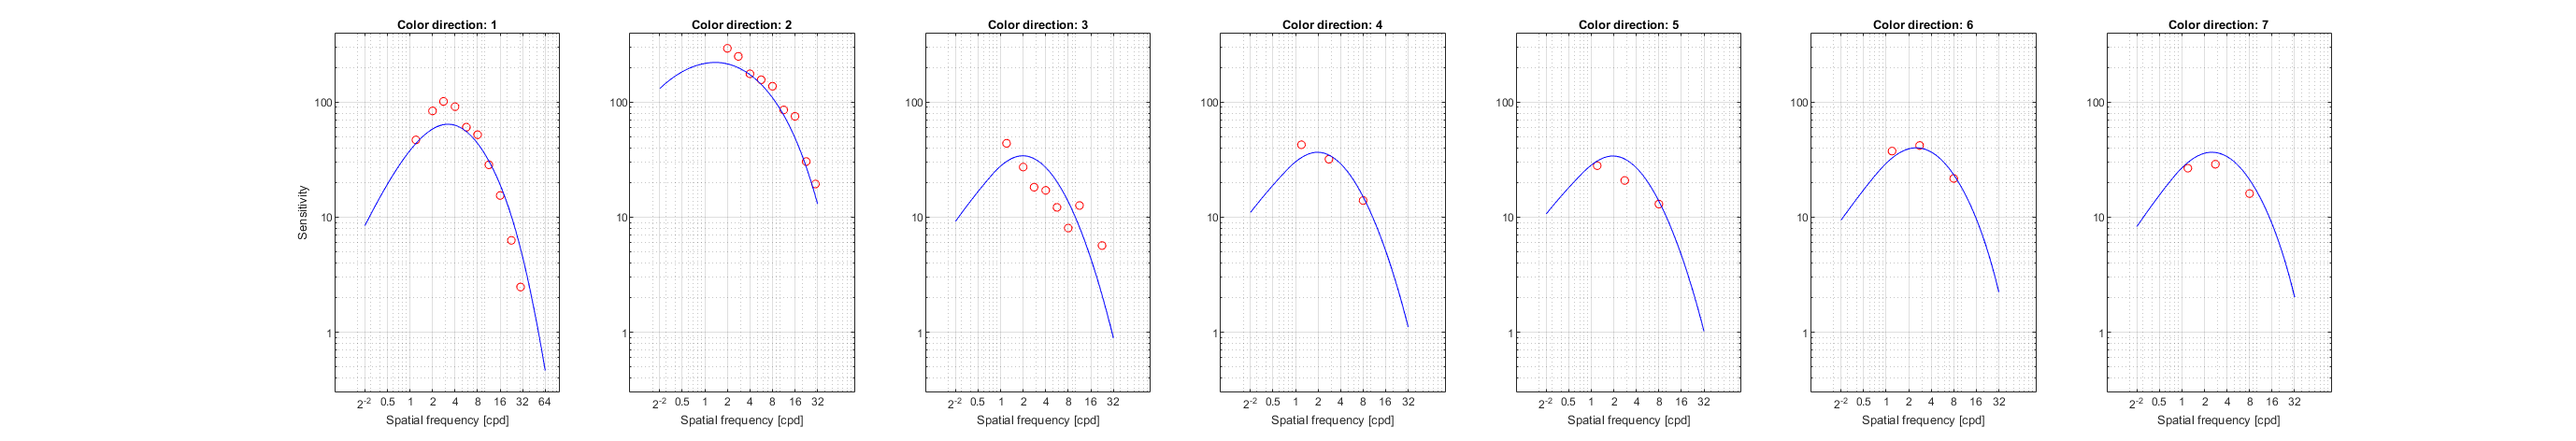 Color direction: 1
Color direction: 2
Color direction: 3
Color direction: 4
Color direction: 5
Color direction: 6
Color direction: 7
Sensitivity
100
10
1
2-2 0.5 1 2 4 8 16 32 64
Spatial frequency [cpd]
100
10
1
2-2 0.5 1 2 4 8 16 32
Spatial frequency [cpd]
100
10
1
2-2 0.5 1 2 4 8 16 32
Spatial frequency [cpd]
100
10
1
2-2 0.5 1 2 4 8 16 32
Spatial frequency [cpd]
100
10
1
2-2 0.5 1 2 4 8 16 32
Spatial frequency [cpd]
100
10
1
2-2 0.5 1 2 4 8 16 32
Spatial frequency [cpd]
100
10
1
2-2 0.5 1 2 4 8 16 32
Spatial frequency [cpd]